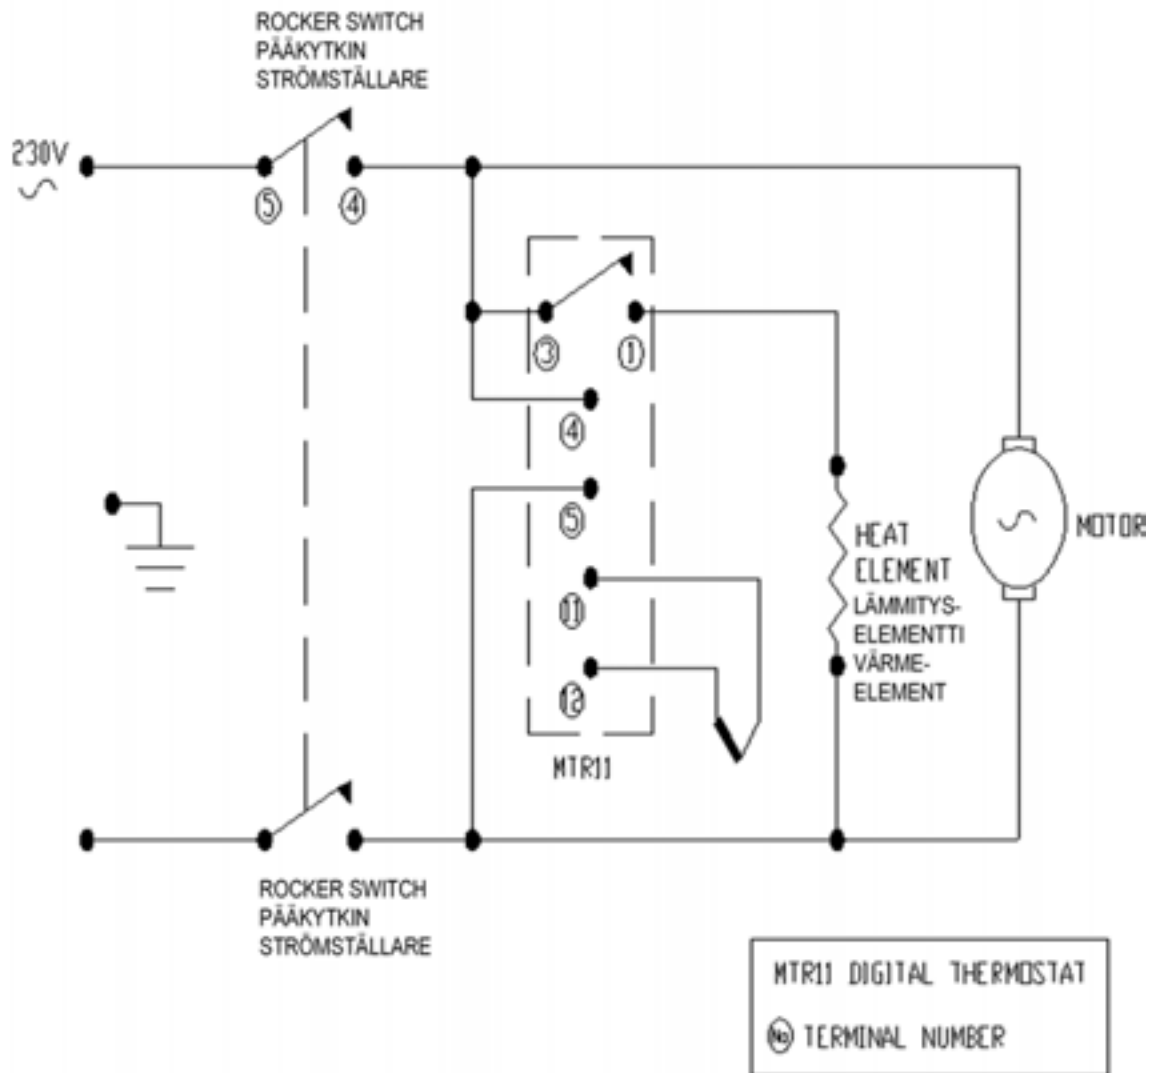 ROCKER SWITCH
PÄÄKYTKIN
STRÖMSTÄLLARE
230V
5
4
3
1
4
5
11
12
MTR11
HEAT
ELEMENT
LÄMMITYS-
ELEMENTTI
VÄRME-
ELEMENT
MOTORS
ROCKER SWITCH
PÄÄKYTKIN
STRÖMSTÄLLARE
MTR11 DIGITAL THERMOSTAT
No TERMINAL NUMBER